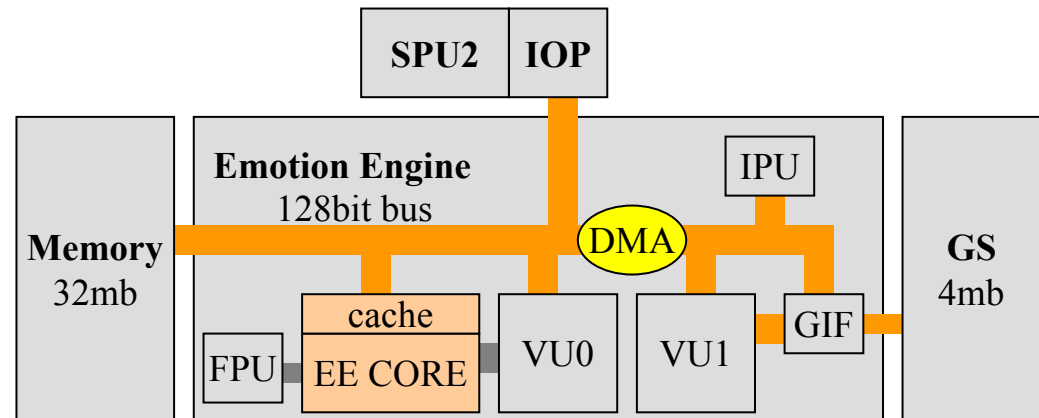 SPU2
IOP
Emotion Engine
128bit bus
IPU
DMA
Memory
32mb
GS
4mb
cache
FPU
EE CORE
VU0
VU1
GIF